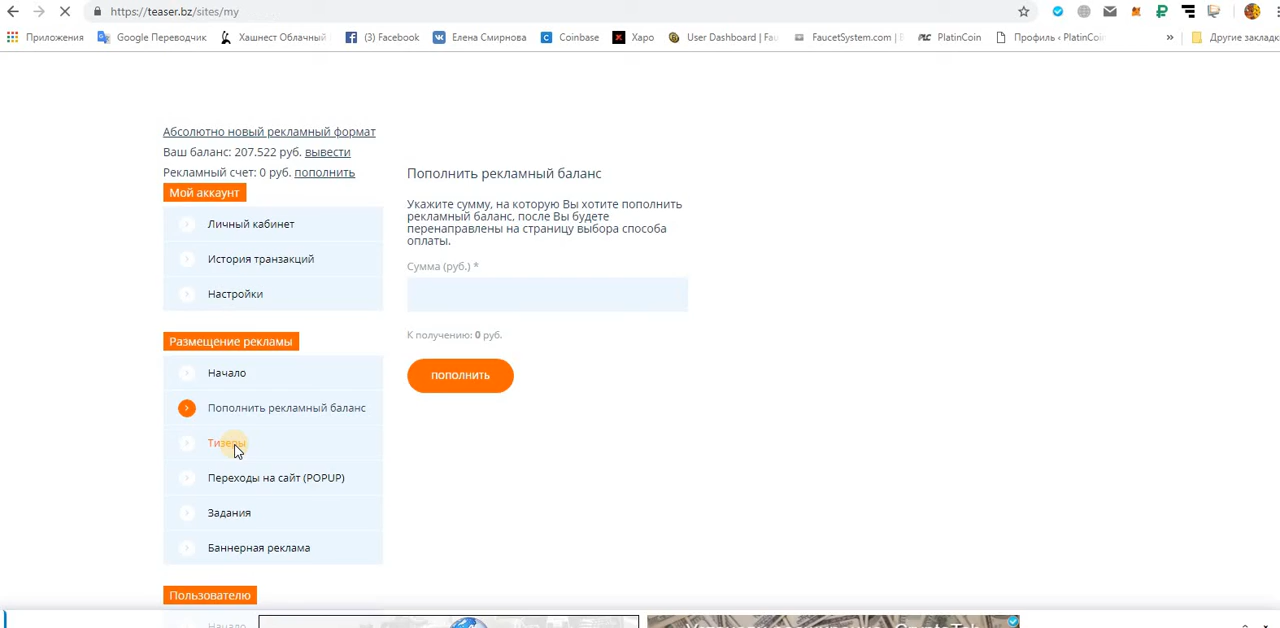 https://teaser.bz/sites/my
Приложения
Google Переводчик
Хашнест Облачный
(3) Facebook
Елена Смирнова
Coinbase
Харо
User Dashboard | Fau
FaucetSystem.com |
PLC PlatinCoin
Профиль ‹ PlatinCoi
»
Другие закладк
Абсолютно новый рекламный формат
Ваш баланс: 207.522 руб. вывести
Рекламный счет: 0 руб. пополнить
Мой аккаунт
Личный кабинет
История транзакций
Настройки
Размещение рекламы
Начало
Пополнить рекламный баланс
Тизеры
Переходы на сайт (POPUP)
Задания
Баннерная реклама
Пользователю
Начало
Пополнить рекламный баланс
Укажите сумму, на которую Вы хотите пополнить
рекламный баланс, после Вы будете
перенаправлены на страницу выбора способа
оплаты.
Сумма (руб.) *
К получению: 0 руб.
ПОПОЛНИТЬ